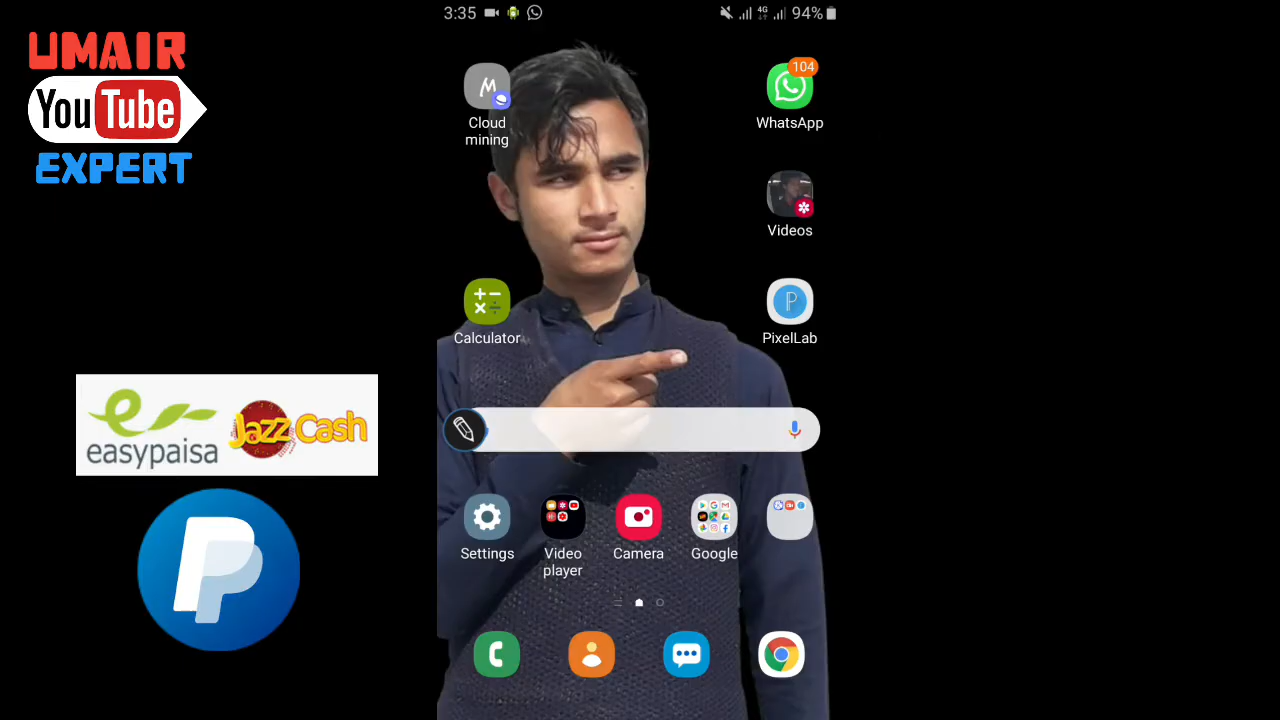 UMAIR
YouTube
EXPERT
easypaisa
JazzCash
3:35
4G
94%
Cloud
mining
104
WhatsApp
Videos
Calculator
PixelLab
Settings
Video
player
Camera
Google